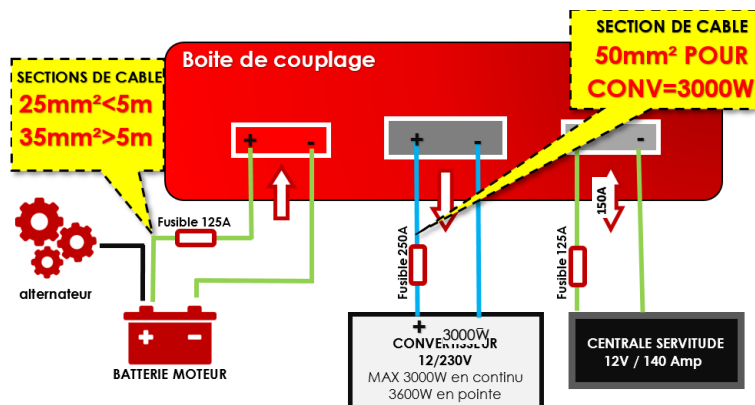 SECTIONS DE CABLE
25mm²<5m
35mm²>5m
Boite de couplage
SECTION DE CABLE
50mm² POUR
CONV=3000W
+ -
+ -
-
Fusible 125A
Fusible 250A
Fusible 125A
150A
alternateur
+ -
BATTERIE MOTEUR
+ 3000W
CONVERTISSEUR
12/230V
MAX 3000W en continu
3600W en pointe
CENTRALE SERVITUDE
12V / 140 Amp